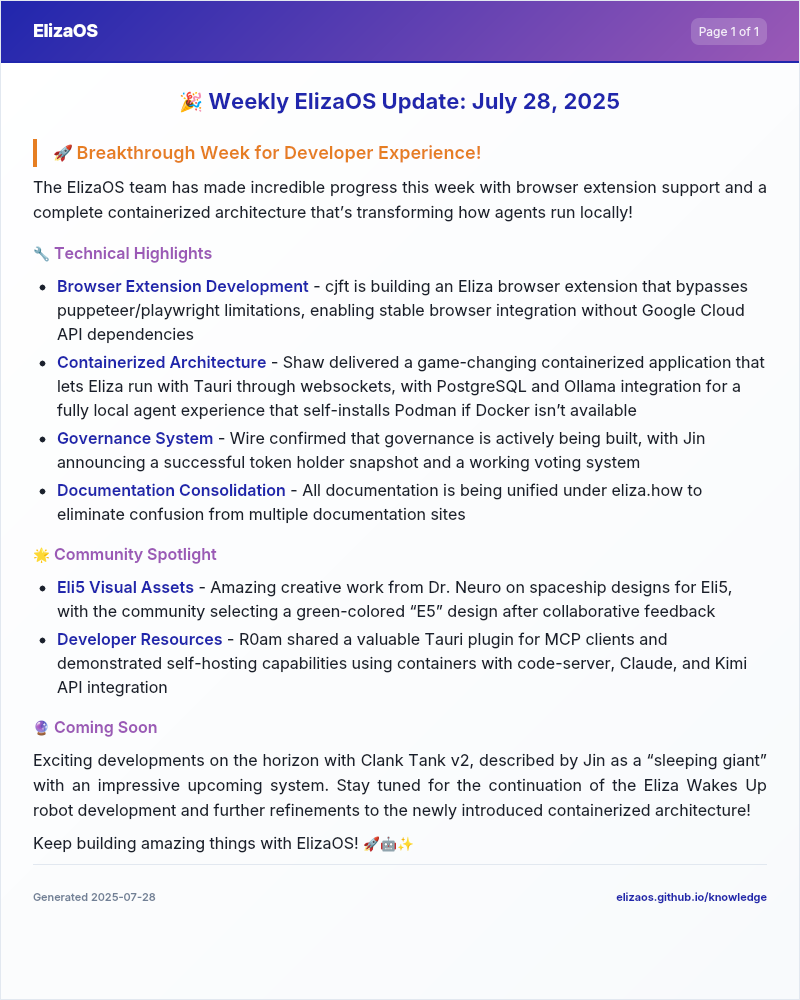 ElizaOS
Page 1 of 1
🎉 Weekly ElizaOS Update: July 28, 2025
🚀 Breakthrough Week for Developer Experience!
The ElizaOS team has made incredible progress this week with browser extension support and a
complete containerized architecture that’s transforming how agents run locally!
🔧 Technical Highlights
• Browser Extension Development - cjft is building an Eliza browser extension that bypasses
puppeteer/playwright limitations, enabling stable browser integration without Google Cloud
API dependencies
• Containerized Architecture - Shaw delivered a game-changing containerized application that
lets Eliza run with Tauri through websockets, with PostgreSQL and Ollama integration for a
fully local agent experience that self-installs Podman if Docker isn’t available
• Governance System - Wire confirmed that governance is actively being built, with Jin
announcing a successful token holder snapshot and a working voting system
• Documentation Consolidation - All documentation is being unified under eliza.how to
eliminate confusion from multiple documentation sites
🌟 Community Spotlight
• Eli5 Visual Assets - Amazing creative work from Dr. Neuro on spaceship designs for Eli5,
with the community selecting a green-colored “E5” design after collaborative feedback
• Developer Resources - R0am shared a valuable Tauri plugin for MCP clients and
demonstrated self-hosting capabilities using containers with code-server, Claude, and Kimi
API integration
🔮 Coming Soon
Exciting developments on the horizon with Clank Tank v2, described by Jin as a “sleeping giant”
with an impressive upcoming system. Stay tuned for the continuation of the Eliza Wakes Up
robot development and further refinements to the newly introduced containerized architecture!
Keep building amazing things with ElizaOS! 🚀🤖✨
Generated 2025-07-28
elizaos.github.io/knowledge